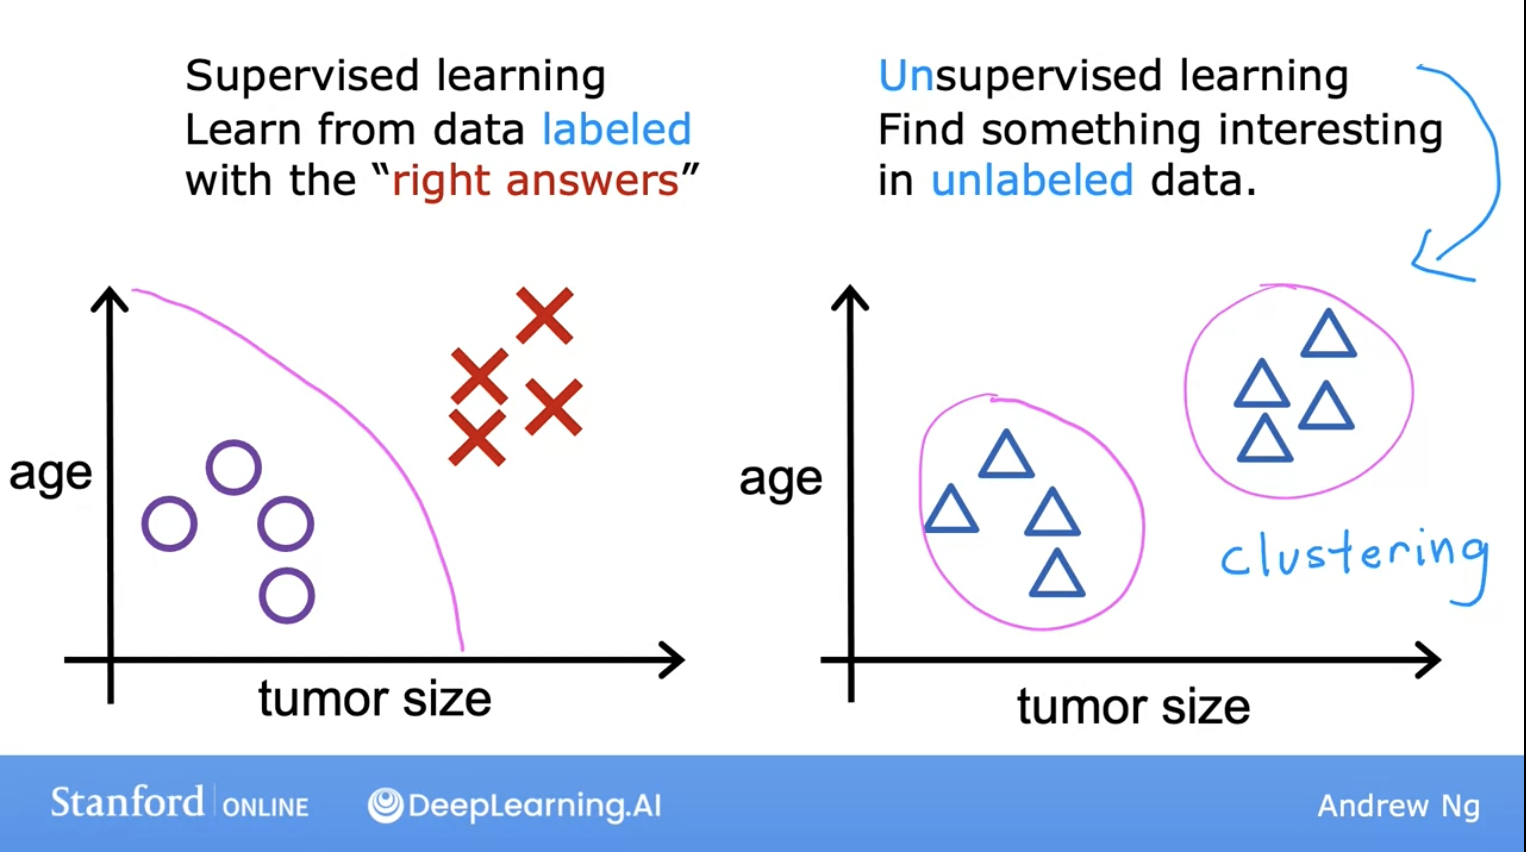 Supervised learning
Learn from data labeled
with the “right answers”
Unsupervised learning
Find something interesting
in unlabeled data.
age
tumor size
age
clustering
tumor size
Stanford ONLINE
DeepLearning.AI
Andrew Ng